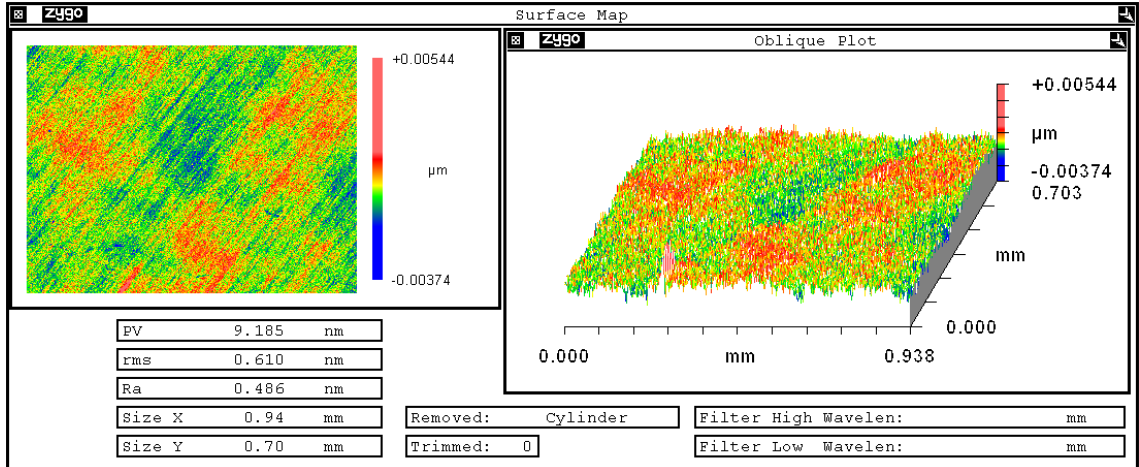 zygo Surface Map
+0.00544
µm
-0.00374
zygo Oblique Plot
+0.00544
µm
-0.00374
0.703
mm
0.000
0.000 mm 0.938
PV 9.185 nm
rms 0.610 nm
Ra 0.486 nm
Size X 0.94 mm
Size Y 0.70 mm
Removed: Cylinder
Trimmed: 0
Filter High Wavelen: mm
Filter Low Wavelen: mm